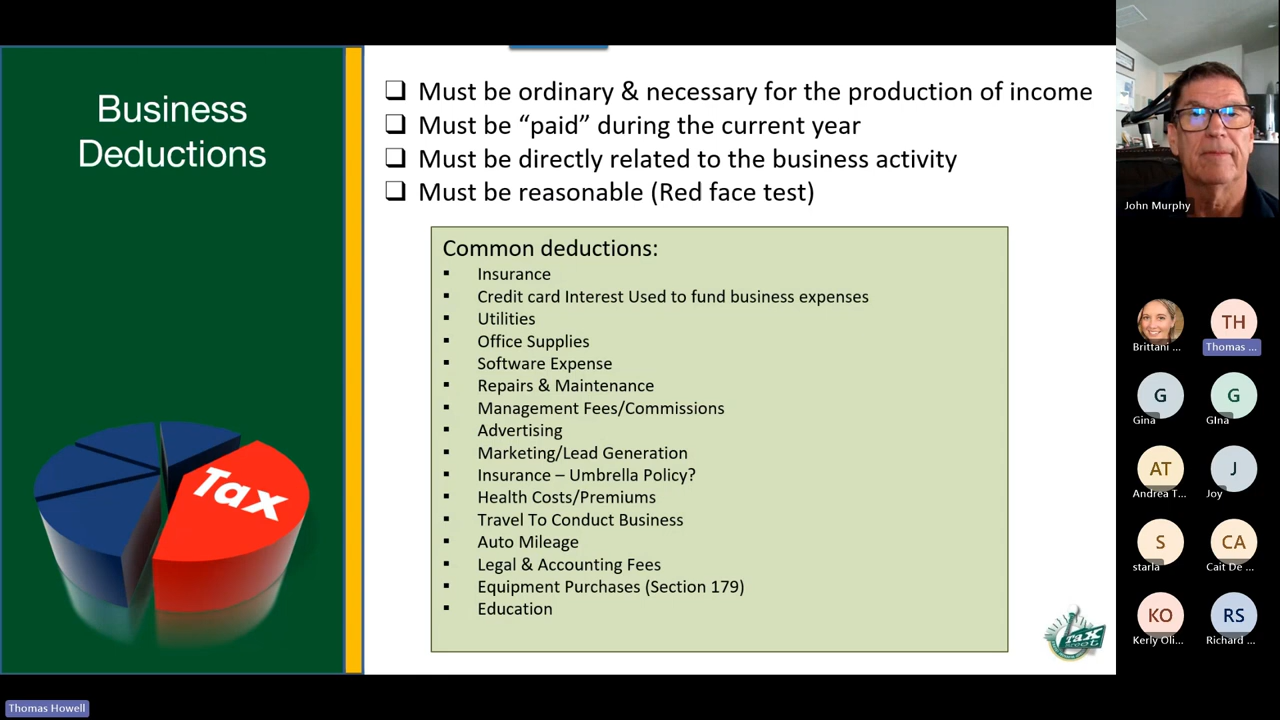 Business
Deductions
❑ Must be ordinary & necessary for the production of income
❑ Must be “paid” during the current year
❑ Must be directly related to the business activity
❑ Must be reasonable (Red face test)
Common deductions:
▪ Insurance
▪ Credit card Interest Used to fund business expenses
▪ Utilities
▪ Office Supplies
▪ Software Expense
▪ Repairs & Maintenance
▪ Management Fees/Commissions
▪ Advertising
▪ Marketing/Lead Generation
▪ Insurance – Umbrella Policy?
▪ Health Costs/Premiums
▪ Travel To Conduct Business
▪ Auto Mileage
▪ Legal & Accounting Fees
▪ Equipment Purchases (Section 179)
▪ Education
Tax
Tax
John Murphy
Brittani ...
TH
Thomas ...
G
Gina
G
GIna
AT
Andrea T...
J
Joy
S
starla
CA
Cait De ...
KO
Kerly Oli...
RS
Richard ...
Thomas Howell